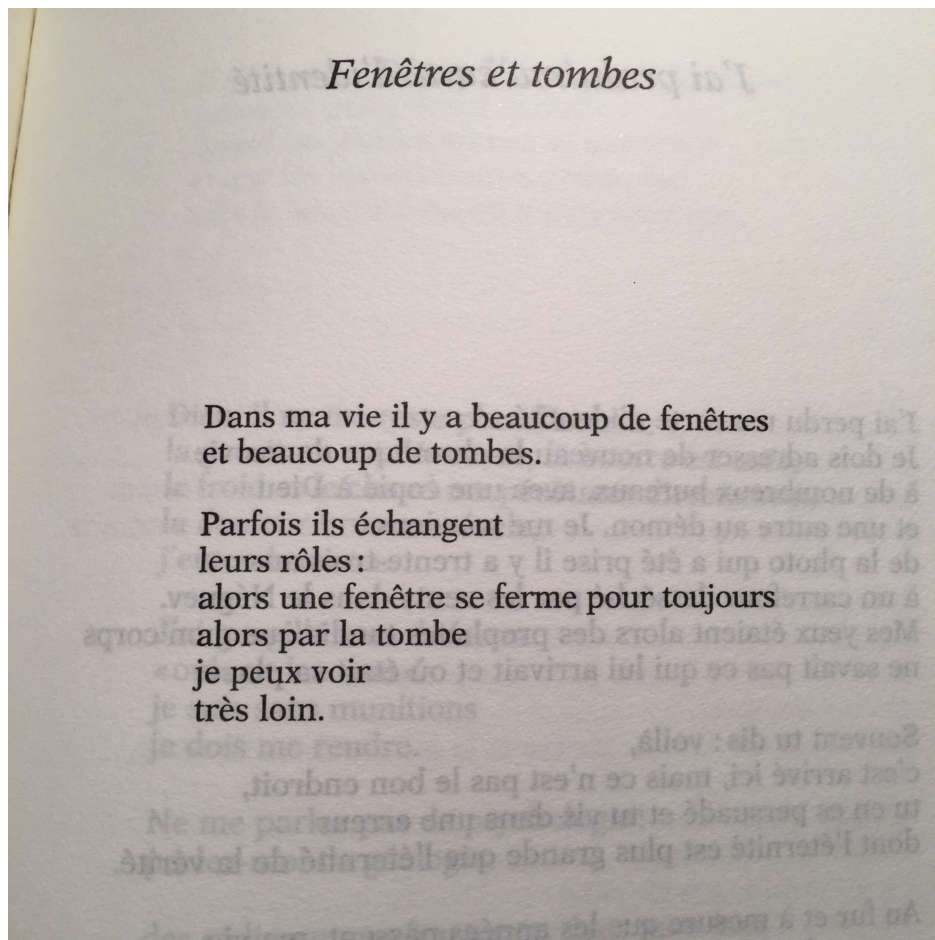 Fenêtres et tombes
Dans ma vie il y a beaucoup de fenêtres
et beaucoup de tombes.
Parfois ils échangent
leurs rôles :
alors une fenêtre se ferme pour toujours
alors par la tombe
je peux voir
très loin.